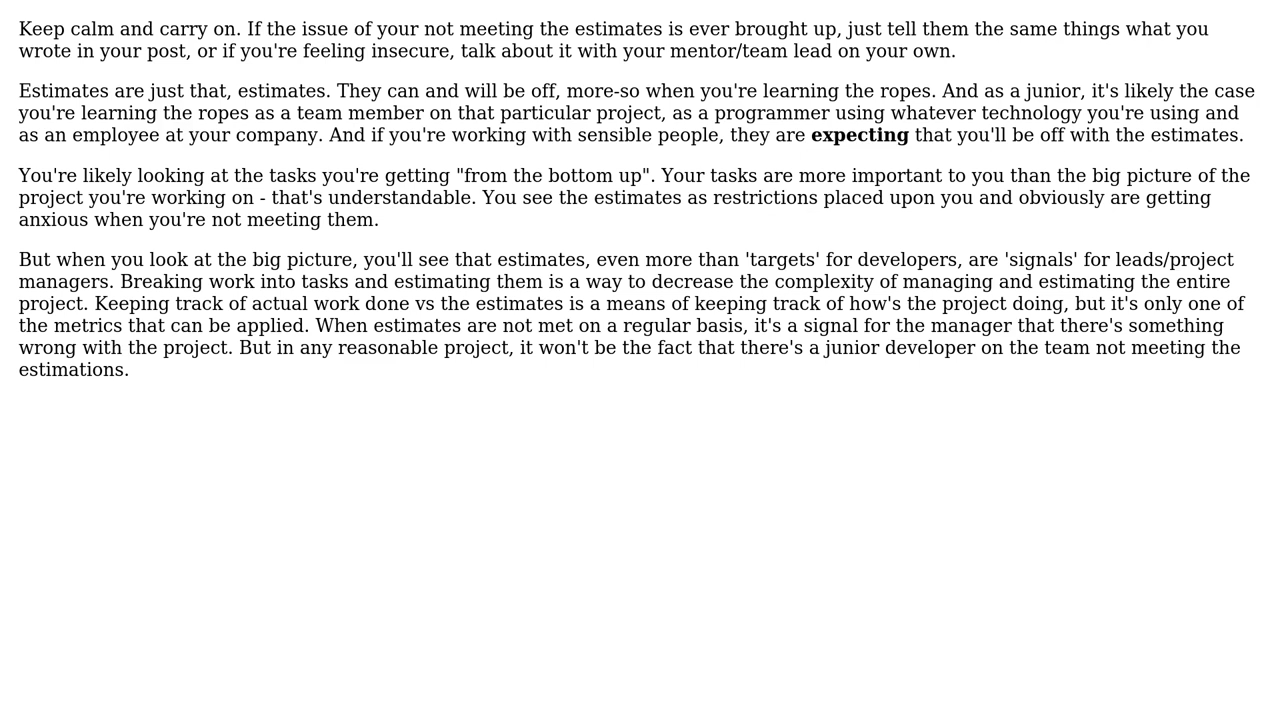 Keep calm and carry on. If the issue of your not meeting the estimates is ever brought up, just tell them the same things what you
wrote in your post, or if you're feeling insecure, talk about it with your mentor/team lead on your own.
Estimates are just that, estimates. They can and will be off, more-so when you're learning the ropes. And as a junior, it's likely the case
you're learning the ropes as a team member on that particular project, as a programmer using whatever technology you're using and
as an employee at your company. And if you're working with sensible people, they are expecting that you'll be off with the estimates.
You're likely looking at the tasks you're getting "from the bottom up". Your tasks are more important to you than the big picture of the
project you're working on - that's understandable. You see the estimates as restrictions placed upon you and obviously are getting
anxious when you're not meeting them.
But when you look at the big picture, you'll see that estimates, even more than 'targets' for developers, are 'signals' for leads/project
managers. Breaking work into tasks and estimating them is a way to decrease the complexity of managing and estimating the entire
project. Keeping track of actual work done vs the estimates is a means of keeping track of how's the project doing, but it's only one of
the metrics that can be applied. When estimates are not met on a regular basis, it's a signal for the manager that there's something
wrong with the project. But in any reasonable project, it won't be the fact that there's a junior developer on the team not meeting the
estimations.